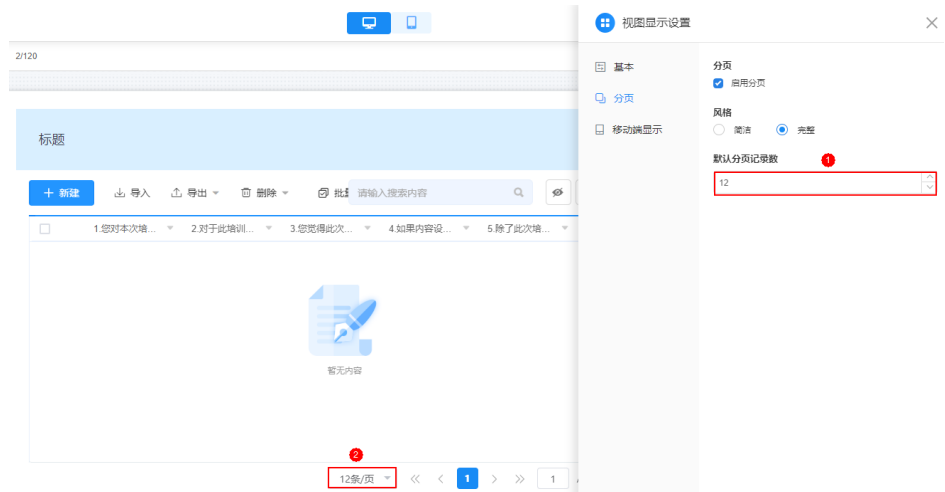 视图显示设置
2/120
基本
分页
移动端显示
分页
启用分页
风格
简洁
完整
默认分页记录数
1
12
标题
新建
导入
导出
删除
请输入搜索内容
1.您对本次培...
2.对于此培训...
3.您觉得此次...
4.如果内容设...
5.除了此次培...
暂无内容
2
12条/页
1
1